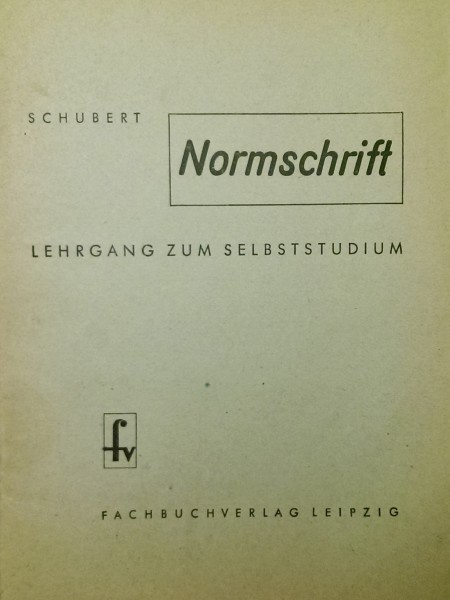 SCHUBERT
Normschrift
LEHRGANG ZUM SELBSTSTUDIUM
fv
FACHBUCHVERLAG LEIPZIG